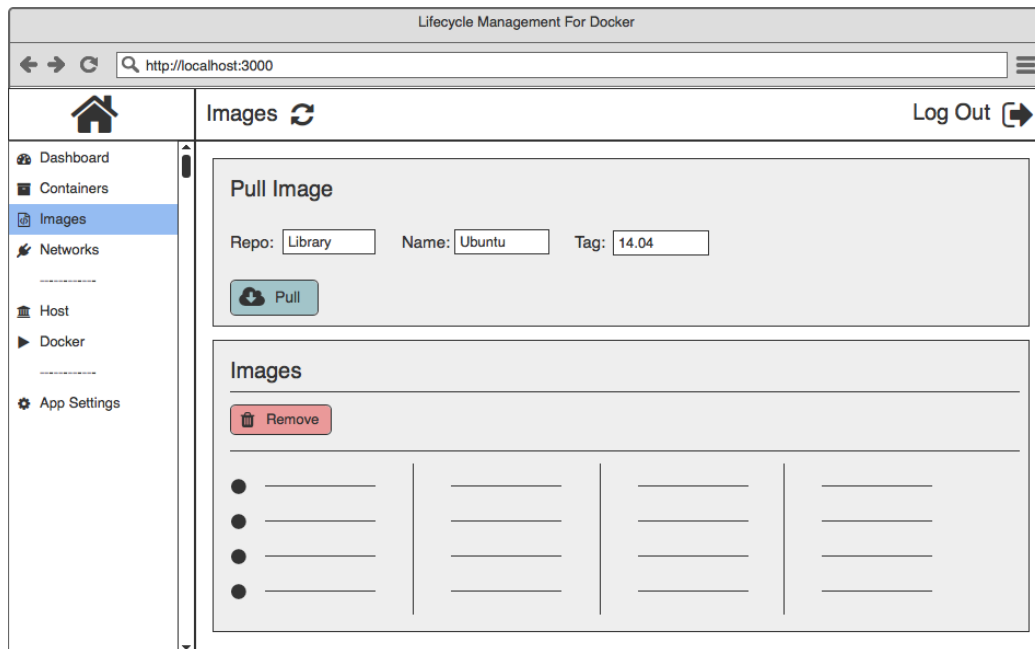 Lifecycle Management For Docker
http://localhost:3000
Images
Log Out
Dashboard
Containers
Images
Networks
------------
Host
Docker
------------
App Settings
Pull Image
Repo: Library Name: Ubuntu Tag: 14.04
Pull
Images
Remove